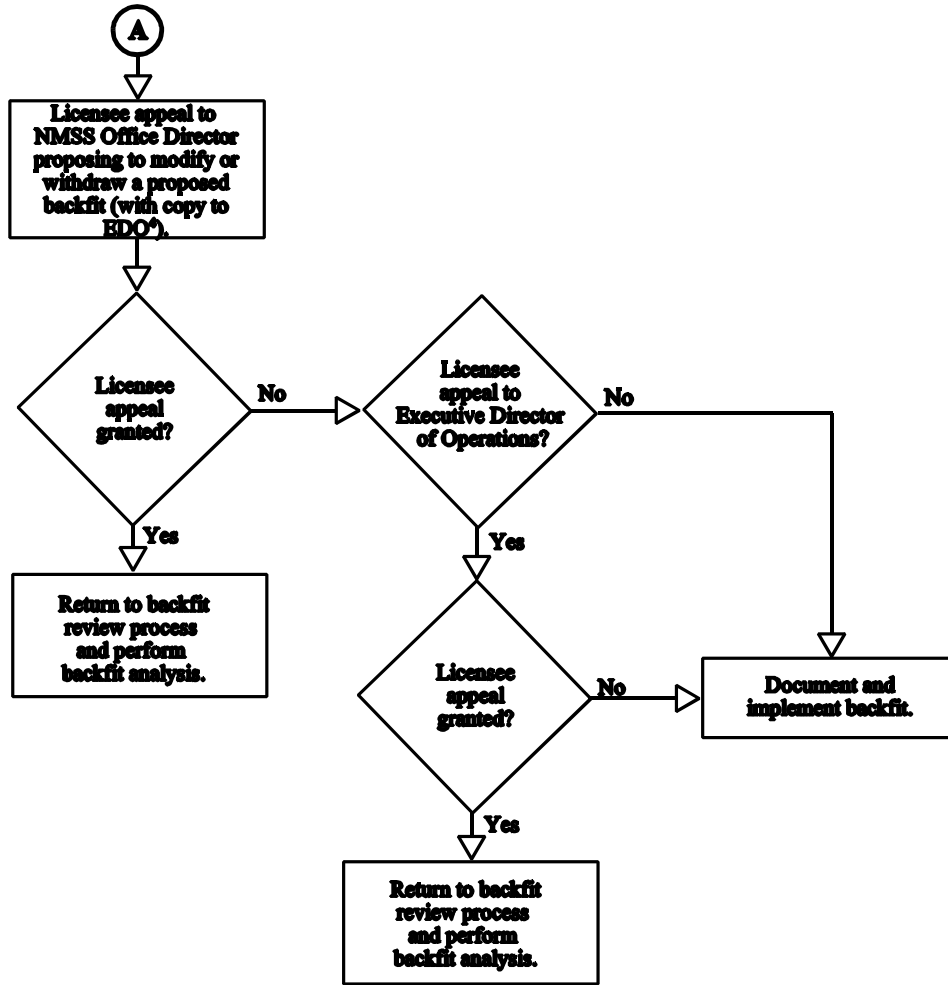 A
Licensee appeal to
NMSS Office Director
proposing to modify or
withdraw a proposed
backfit (with copy to
EDO⁴).
Licensee
appeal
granted?
No
Licensee
appeal to
Executive Director
of Operations?
No
Yes
Return to backfit
review process
and perform
backfit analysis.
Yes
Licensee
appeal
granted?
No
Document and
implement backfit.
Yes
Return to backfit
review process
and perform
backfit analysis.